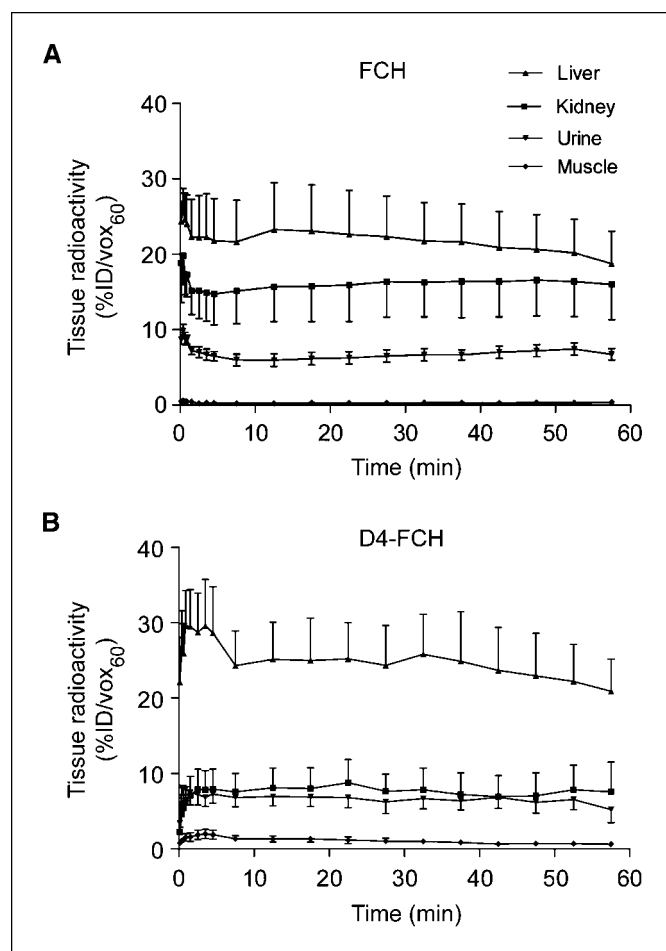 A
FCH
Liver
Kidney
Urine
Muscle
Tissue radioactivity
(%ID/vox60)
40
30
20
10
0
0 10 20 30 40 50 60
Time (min)
B
D4-FCH
Tissue radioactivity
(%ID/vox60)
40
30
20
10
0
0 10 20 30 40 50 60
Time (min)